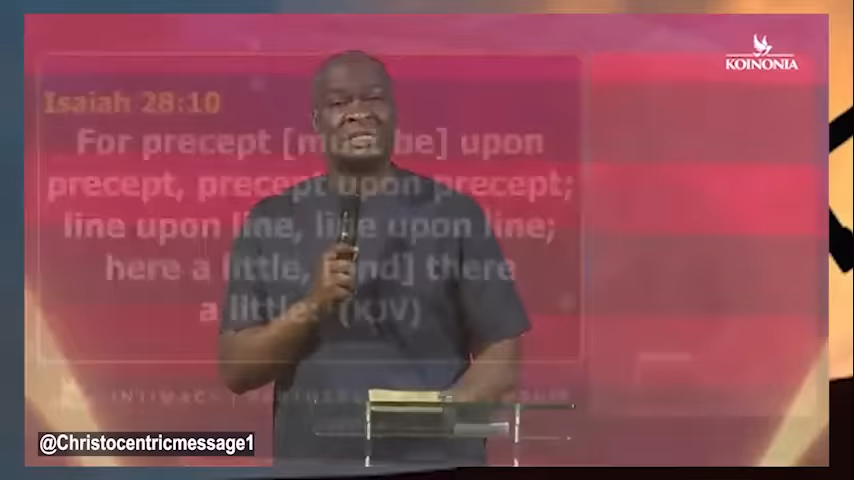 KOINONIA
Isaiah 28:10
For precept [must be] upon
precept, precept upon precept;
line upon line, line upon line;
here a little, [and] there
a little: (KJV)
INTIMACY
@Christocentricmessage1